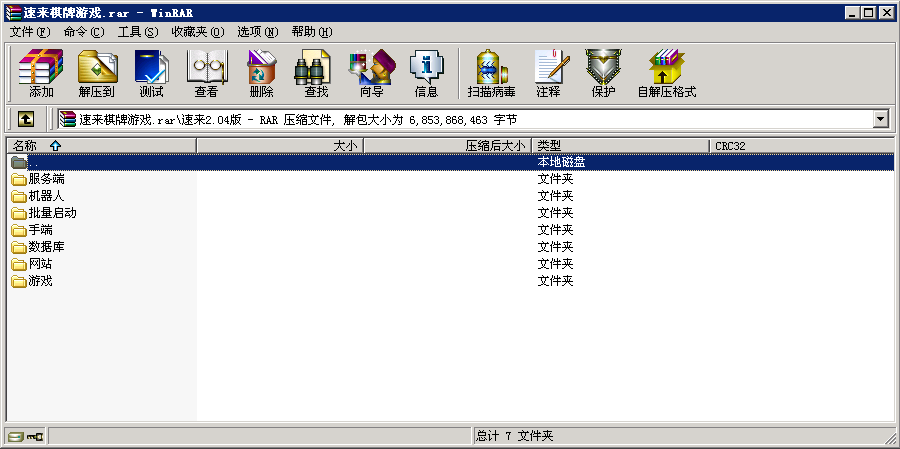 速来棋牌游戏.rar - WinRAR
文件(F) 命令(C) 工具(S) 收藏夹(O) 选项(N) 帮助(H)
添加 解压到 测试 查看 删除 查找 向导 信息 扫描病毒 注释 保护 自解压格式
速来棋牌游戏.rar\速来2.04版 - RAR 压缩文件, 解包大小为 6,853,868,463 字节
名称 大小 压缩后大小 类型 CRC32
.. 本地磁盘
服务端 文件夹
机器人 文件夹
批量启动 文件夹
手端 文件夹
数据库 文件夹
网站 文件夹
游戏 文件夹
总计 7 文件夹